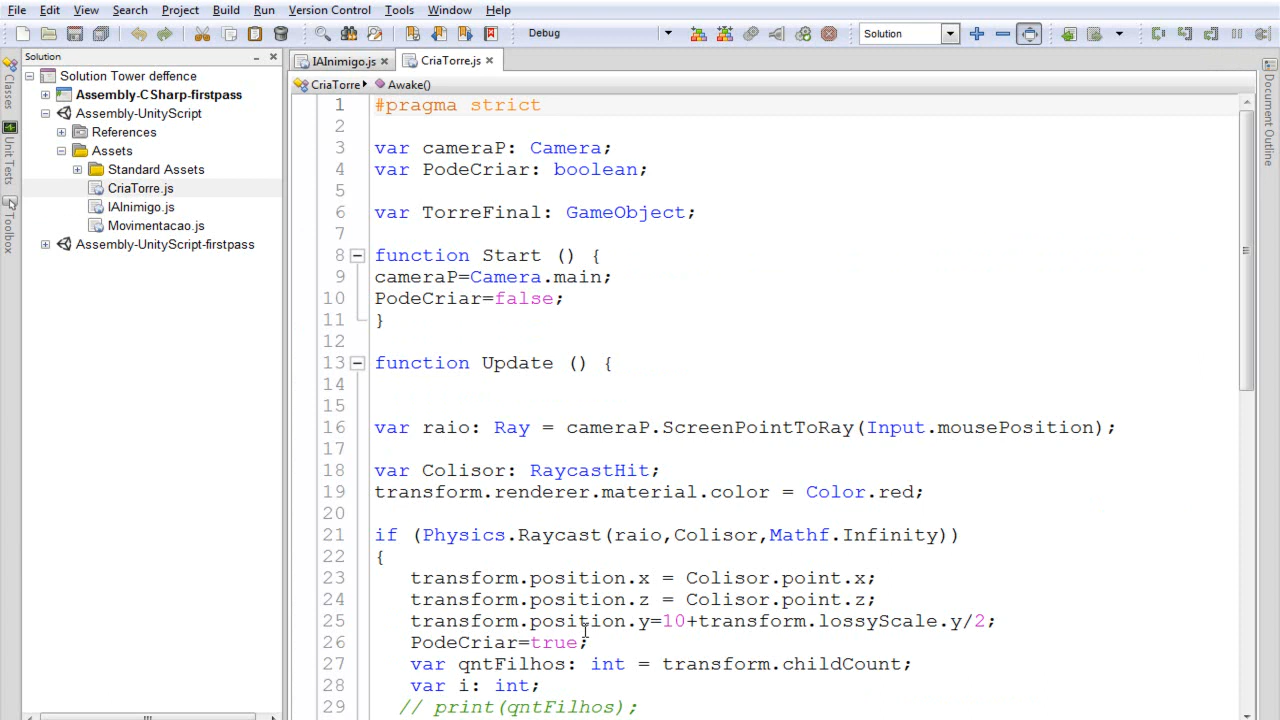 File Edit View Search Project Build Run Version Control Tools Window Help
Debug
Solution
Solution
Classes
Unit Tests
Toolbox
Solution Tower deffence
Assembly-CSharp-firstpass
Assembly-UnityScript
References
Assets
Standard Assets
CriaTorre.js
IAInimigo.js
Movimentacao.js
Assembly-UnityScript-firstpass
IAInimigo.js
CriaTorre.js
CriaTorre
Awake()
1 #pragma strict
2
3 var cameraP: Camera;
4 var PodeCriar: boolean;
5
6 var TorreFinal: GameObject;
7
8 function Start () {
9 cameraP=Camera.main;
10 PodeCriar=false;
11 }
12
13 function Update () {
14
15
16 var raio: Ray = cameraP.ScreenPointToRay(Input.mousePosition);
17
18 var Colisor: RaycastHit;
19 transform.renderer.material.color = Color.red;
20
21 if (Physics.Raycast(raio,Colisor,Mathf.Infinity))
22 {
23 transform.position.x = Colisor.point.x;
24 transform.position.z = Colisor.point.z;
25 transform.position.y=10+transform.lossyScale.y/2;
26 PodeCriar=true;
27 var qntFilhos: int = transform.childCount;
28 var i: int;
29 // print(qntFilhos);
Document Outline